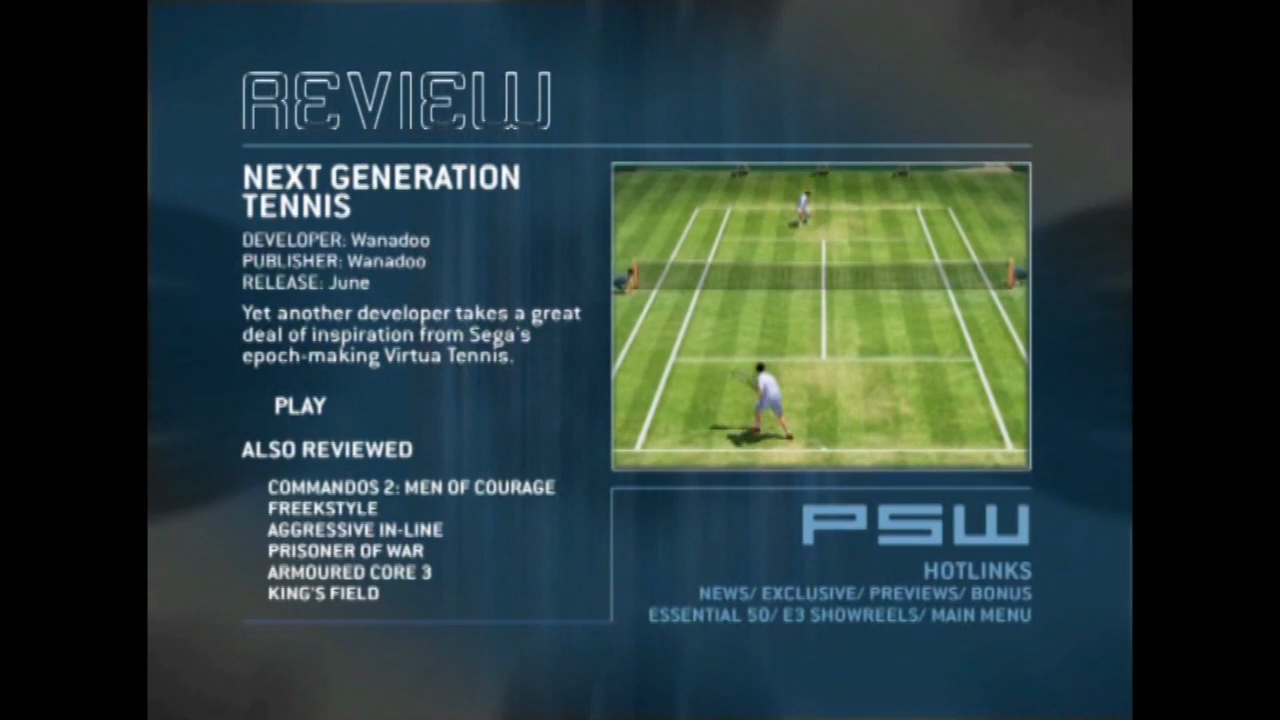 REVIEW
NEXT GENERATION
TENNIS
DEVELOPER: Wanadoo
PUBLISHER: Wanadoo
RELEASE: June
Yet another developer takes a great
deal of inspiration from Sega's
epoch-making Virtua Tennis.
PLAY
ALSO REVIEWED
COMMANDOS 2: MEN OF COURAGE
FREEKSTYLE
AGGRESSIVE IN-LINE
PRISONER OF WAR
ARMOURED CORE 3
KING'S FIELD
PSW
HOTLINKS
NEWS/ EXCLUSIVE/ PREVIEWS/ BONUS
ESSENTIAL 50/ E3 SHOWREELS/ MAIN MENU